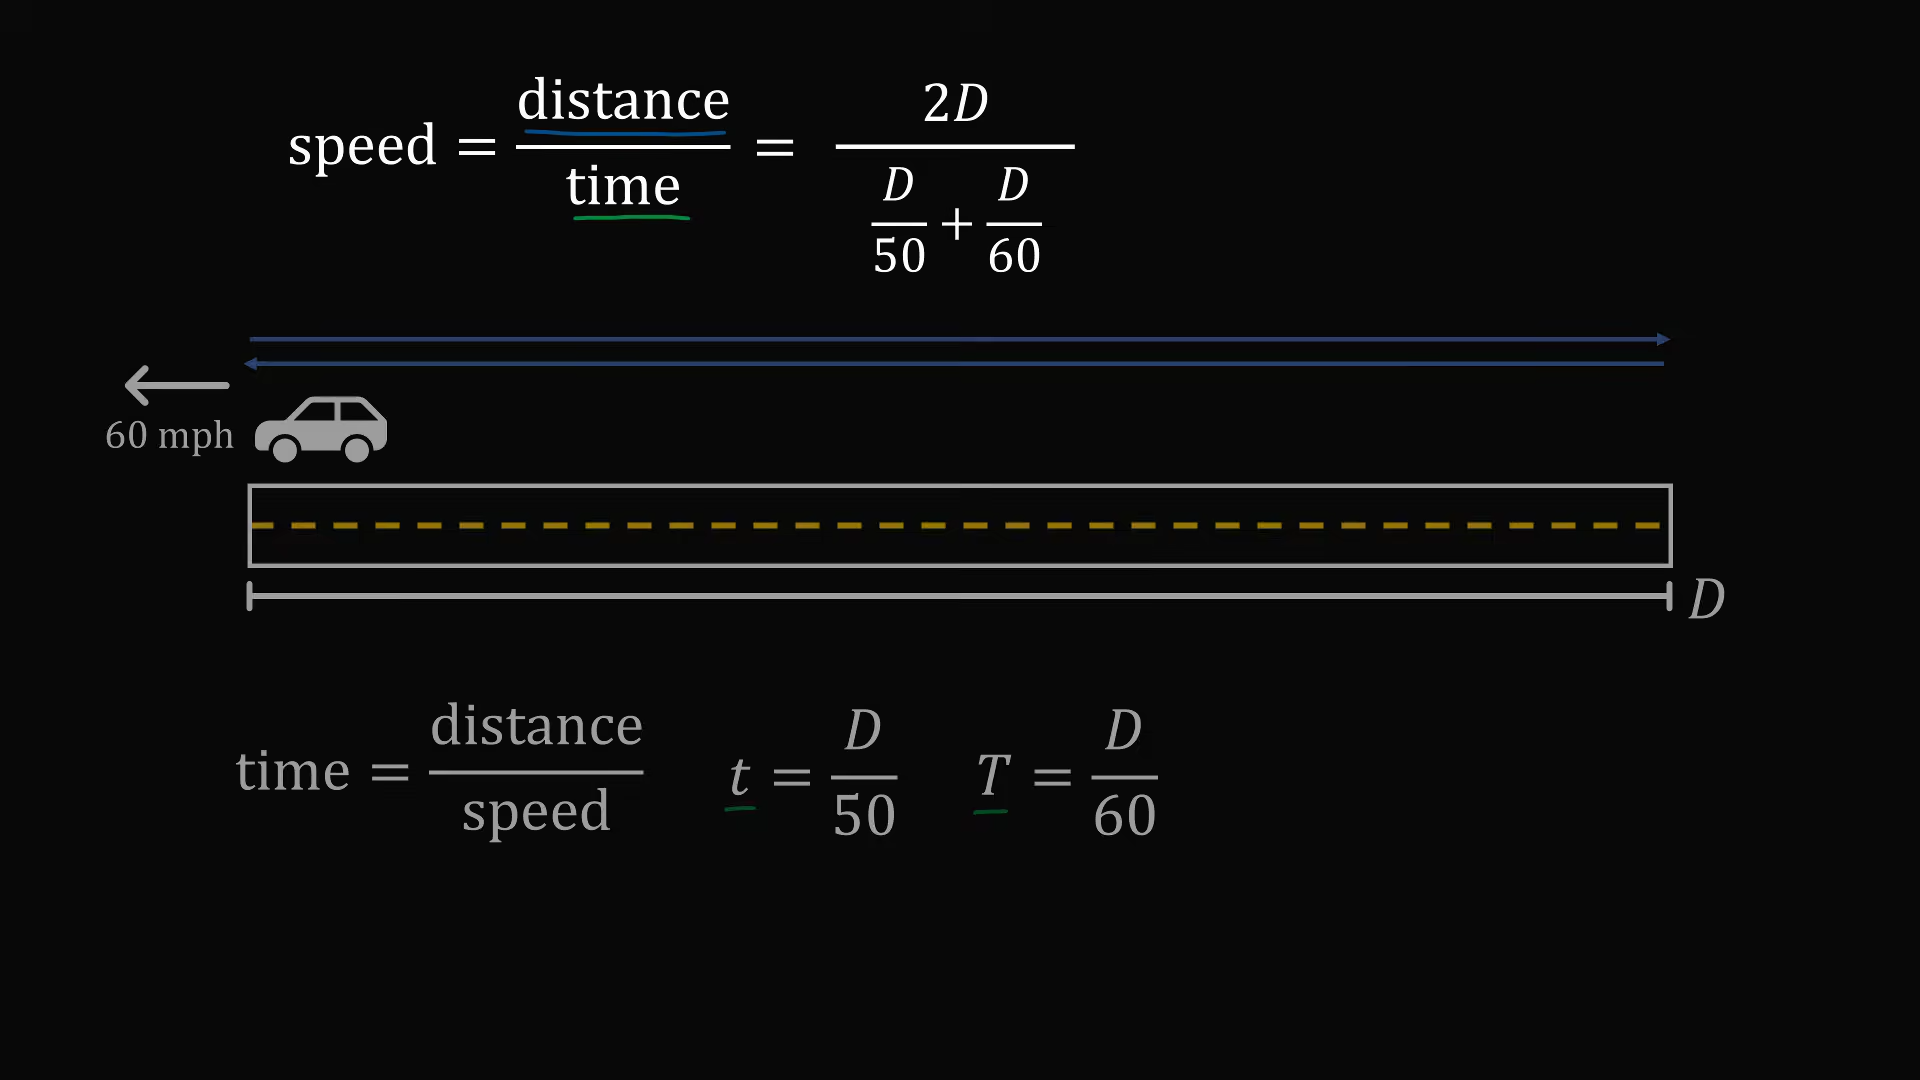 speed = distance/time = 2D/(D/50 + D/60)
60 mph
D
time = distance/speed t = D/50 T = D/60